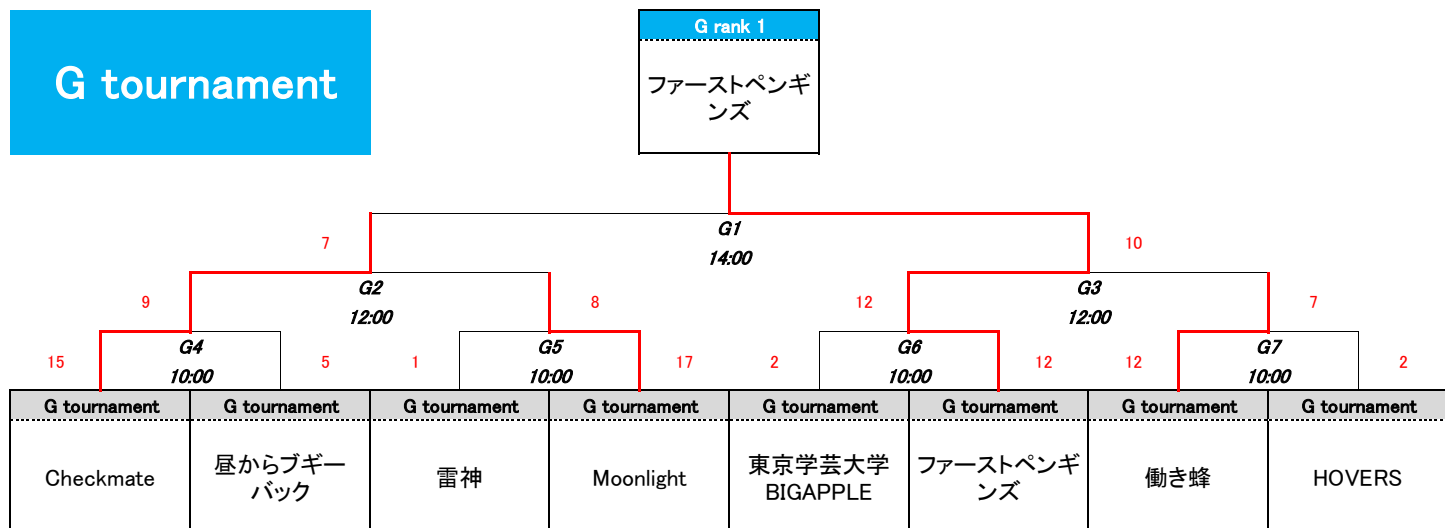 G tournament
G rank 1
ファーストペンギ
ンズ
G1
7
10
14:00
G2
G3
9
8
12
7
12:00
12:00
G4
G5
G6
G7
15
5
1
17
2
12
12
2
10:00
10:00
10:00
10:00
G tournament
G tournament
G tournament
G tournament
G tournament
G tournament
G tournament
G tournament
Checkmate
昼からブギー
バック
雷神
Moonlight
東京学芸大学
BIGAPPLE
ファーストペンギ
ンズ
働き蜂
HOVERS